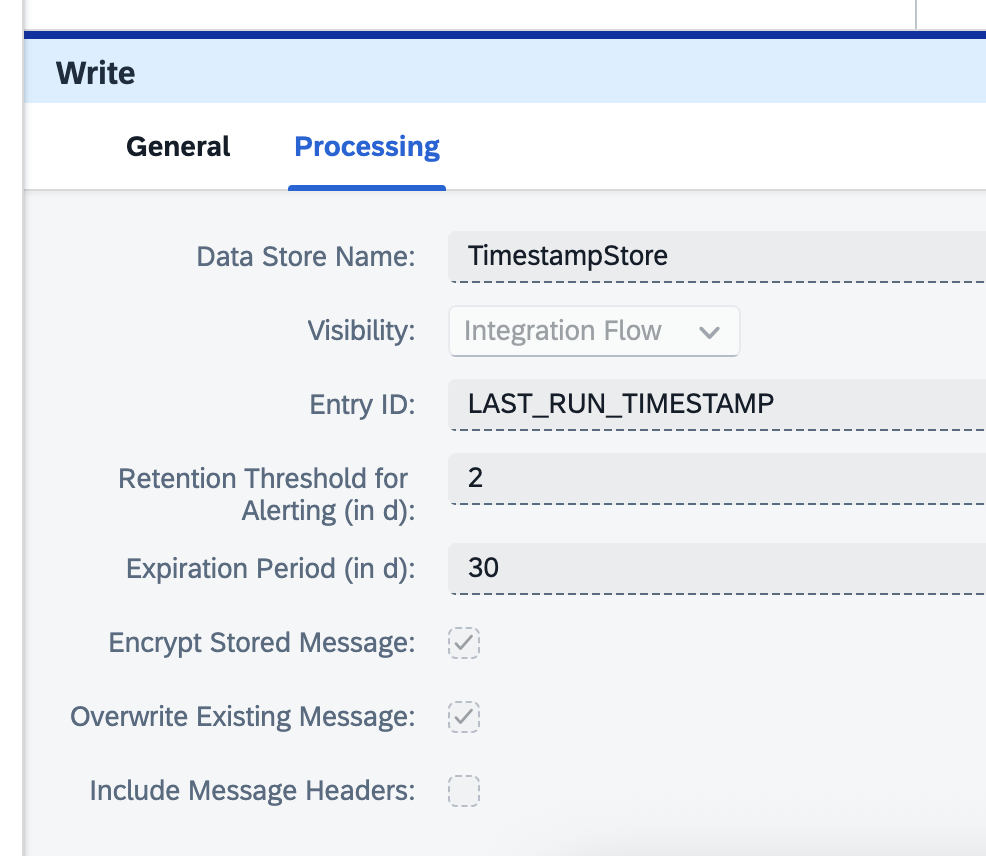 Write
General Processing
Data Store Name: TimestampStore
Visibility: Integration Flow
Entry ID: LAST_RUN_TIMESTAMP
Retention Threshold for 2
Alerting (in d):
Expiration Period (in d): 30
Encrypt Stored Message:
Overwrite Existing Message:
Include Message Headers: